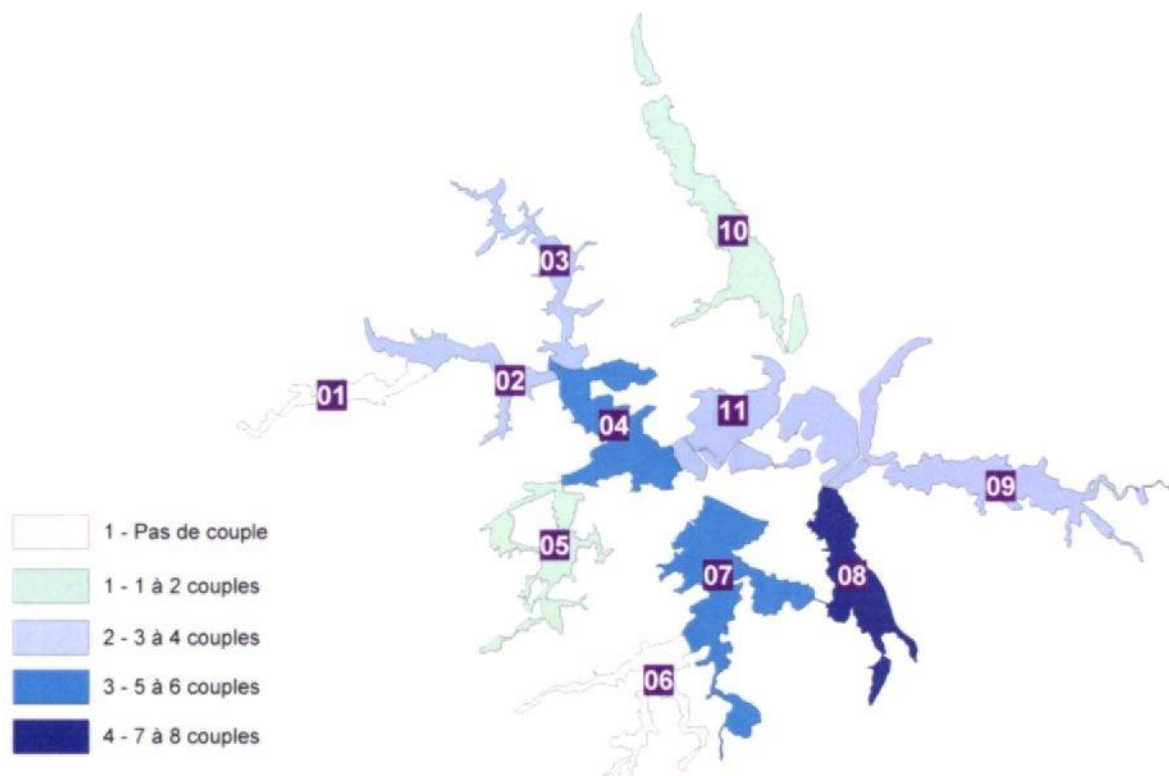 10
03
01
02
04
11
09
05
07
08
06
1 - Pas de couple
1 - 1 à 2 couples
2 - 3 à 4 couples
3 - 5 à 6 couples
4 - 7 à 8 couples